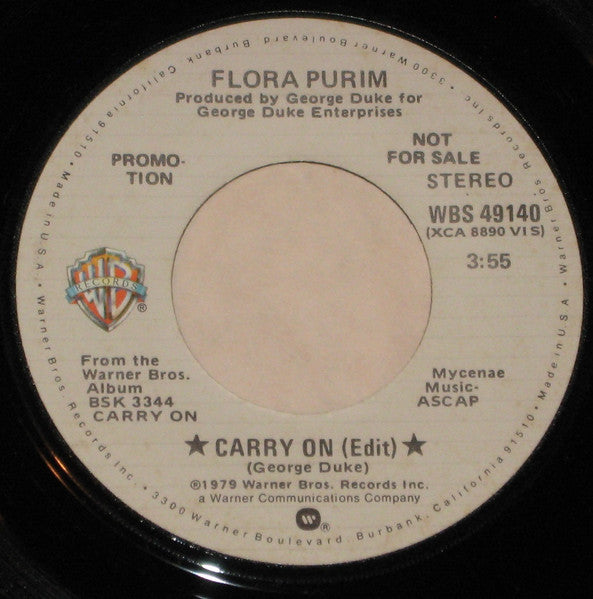 FLORA PURIM
Produced by George Duke for
George Duke Enterprises
PROMO-
TION
NOT
FOR SALE
STEREO
WBS 49140
(XCA 8890 V1 S)
3:55
WB
RECORDS
®
From the
Warner Bros.
Album
BSK 3344
CARRY ON
Mycenae
Music-
ASCAP
★ CARRY ON (Edit) ★
(George Duke)
℗1979 Warner Bros. Records Inc.
a Warner Communications Company
®
Warner Bros. Records Inc. • 3300 Warner Boulevard, Burbank, California 91510 • Made in U.S.A. • Warner Bros. Records Inc. • 3300 Warner Boulevard, Burbank, California 91510 • Made in U.S.A. •